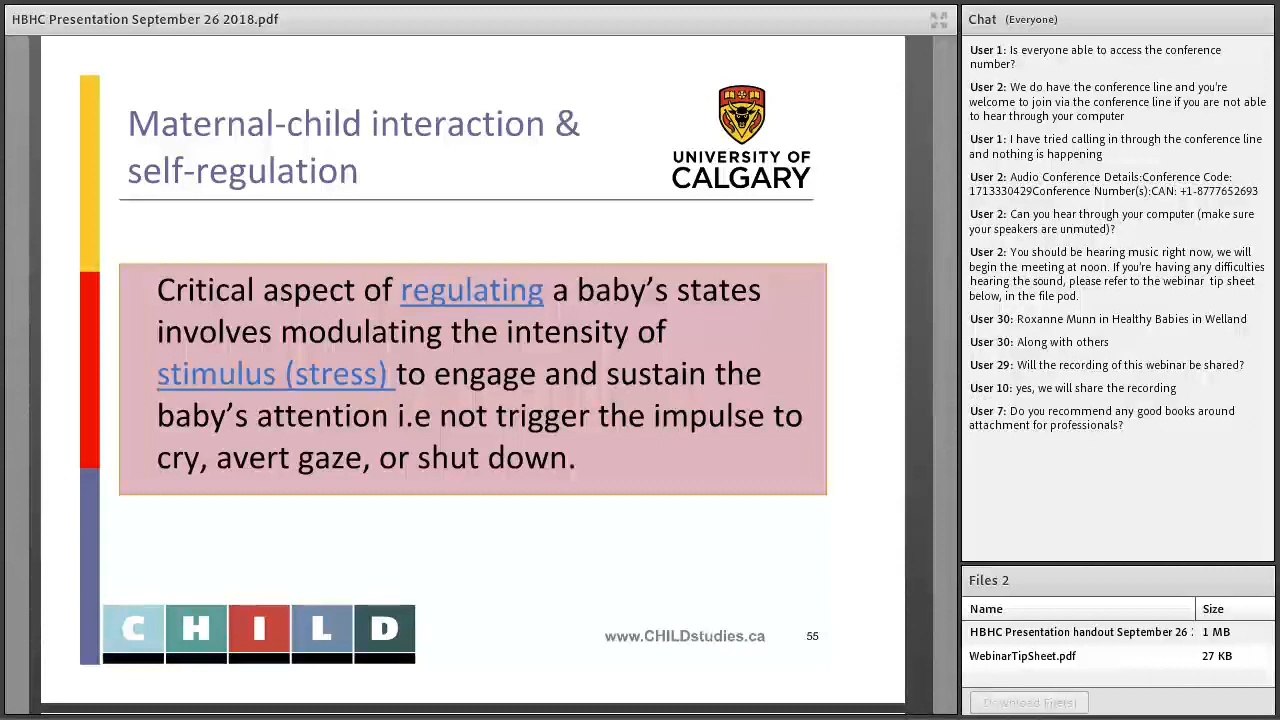 HBHC Presentation September 26 2018.pdf
Maternal-child interaction &
self-regulation
UNIVERSITY OF
CALGARY
Critical aspect of regulating a baby's states
involves modulating the intensity of
stimulus (stress) to engage and sustain the
baby's attention i.e not trigger the impulse to
cry, avert gaze, or shut down.
CHILD
www.CHILDstudies.ca
55
Chat (Everyone)
User 1: Is everyone able to access the conference
number?
User 2: We do have the conference line and you're
welcome to join via the conference line if you are not able
to hear through your computer
User 1: I have tried calling in through the conference line
and nothing is happening
User 2: Audio Conference Details:Conference Code:
1713330429Conference Number(s):CAN: +1-8777652693
User 2: Can you hear through your computer (make sure
your speakers are unmuted)?
User 2: You should be hearing music right now, we will
begin the meeting at noon. If you're having any difficulties
hearing the sound, please refer to the webinar tip sheet
below, in the file pod.
User 30: Roxanne Munn in Healthy Babies in Welland
User 30: Along with others
User 29: Will the recording of this webinar be shared?
User 10: yes, we will share the recording
User 7: Do you recommend any good books around
attachment for professionals?
Files 2
Name Size
HBHC Presentation handout September 26 1 MB
WebinarTipSheet.pdf 27 KB
Download File(s)